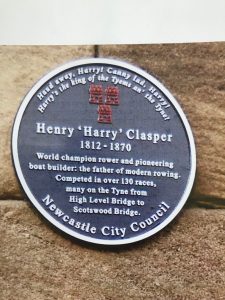 Haud away, Harry! Canny lad, Harry!
Harry's the king of the Tyems an' the Tyne!
Henry 'Harry' Clasper
1812 - 1870
World champion rower and pioneering
boat builder: the father of modern rowing.
Competed in over 130 races,
many on the Tyne from
High Level Bridge to
Scotswood Bridge.
Newcastle City Council